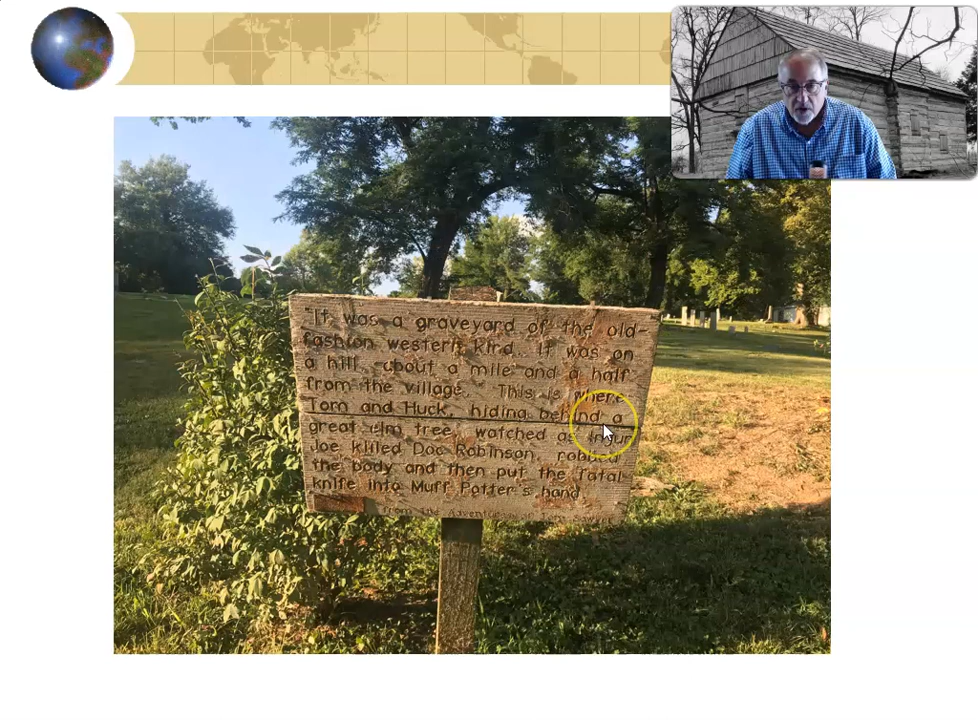 "It was a graveyard of the old
fashion western kind. It was on
a hill, about a mile and a half
from the village." This is where
Tom and Huck, hiding behind a
great elm tree, watched as Injun
Joe killed Doc Robinson, robbed
the body and then put the fatal
knife into Muff Potter's hand.
from The